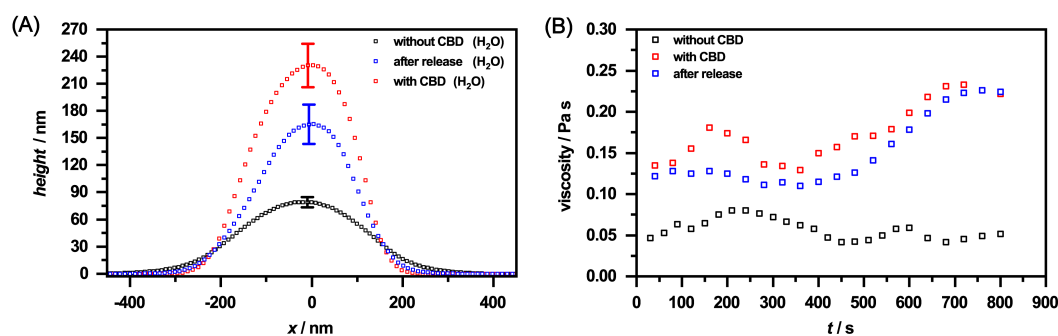 (A)
270
240
210
180
150
120
90
60
30
0
height / nm
without CBD (H₂O)
after release (H₂O)
with CBD (H₂O)
-400 -200 0 200 400
x / nm
(B)
0.30
0.25
0.20
0.15
0.10
0.05
0.00
viscosity / Pa s
without CBD
with CBD
after release
0 100 200 300 400 500 600 700 800 900
t / s